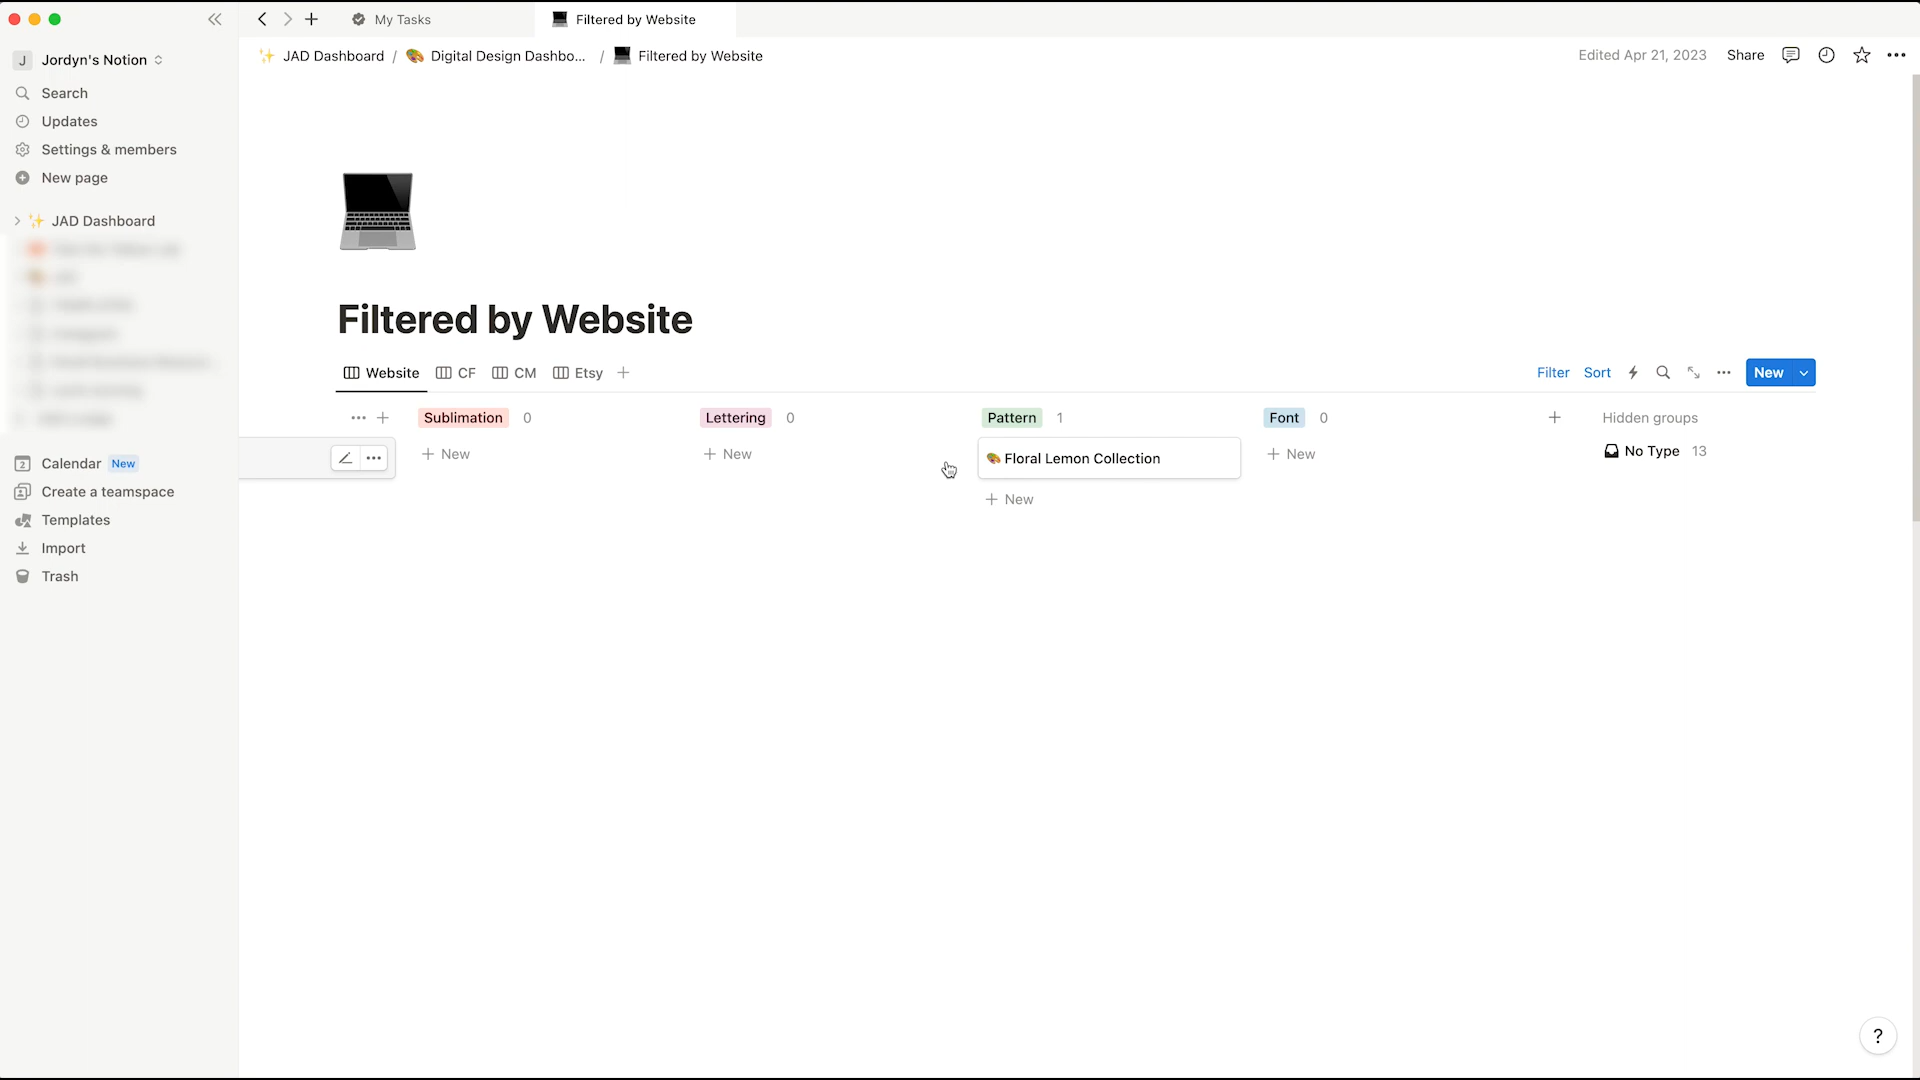 My Tasks
Filtered by Website
J Jordyn's Notion
JAD Dashboard / Digital Design Dashbo... / Filtered by Website
Edited Apr 21, 2023 Share
Search
Updates
Settings & members
New page
JAD Dashboard
Calendar New
Create a teamspace
Templates
Import
Trash
Filtered by Website
Website CF CM Etsy
Filter Sort New
Sublimation 0
Lettering 0
Pattern 1
Font 0
Hidden groups
New
New
Floral Lemon Collection
New
No Type 13
New
?